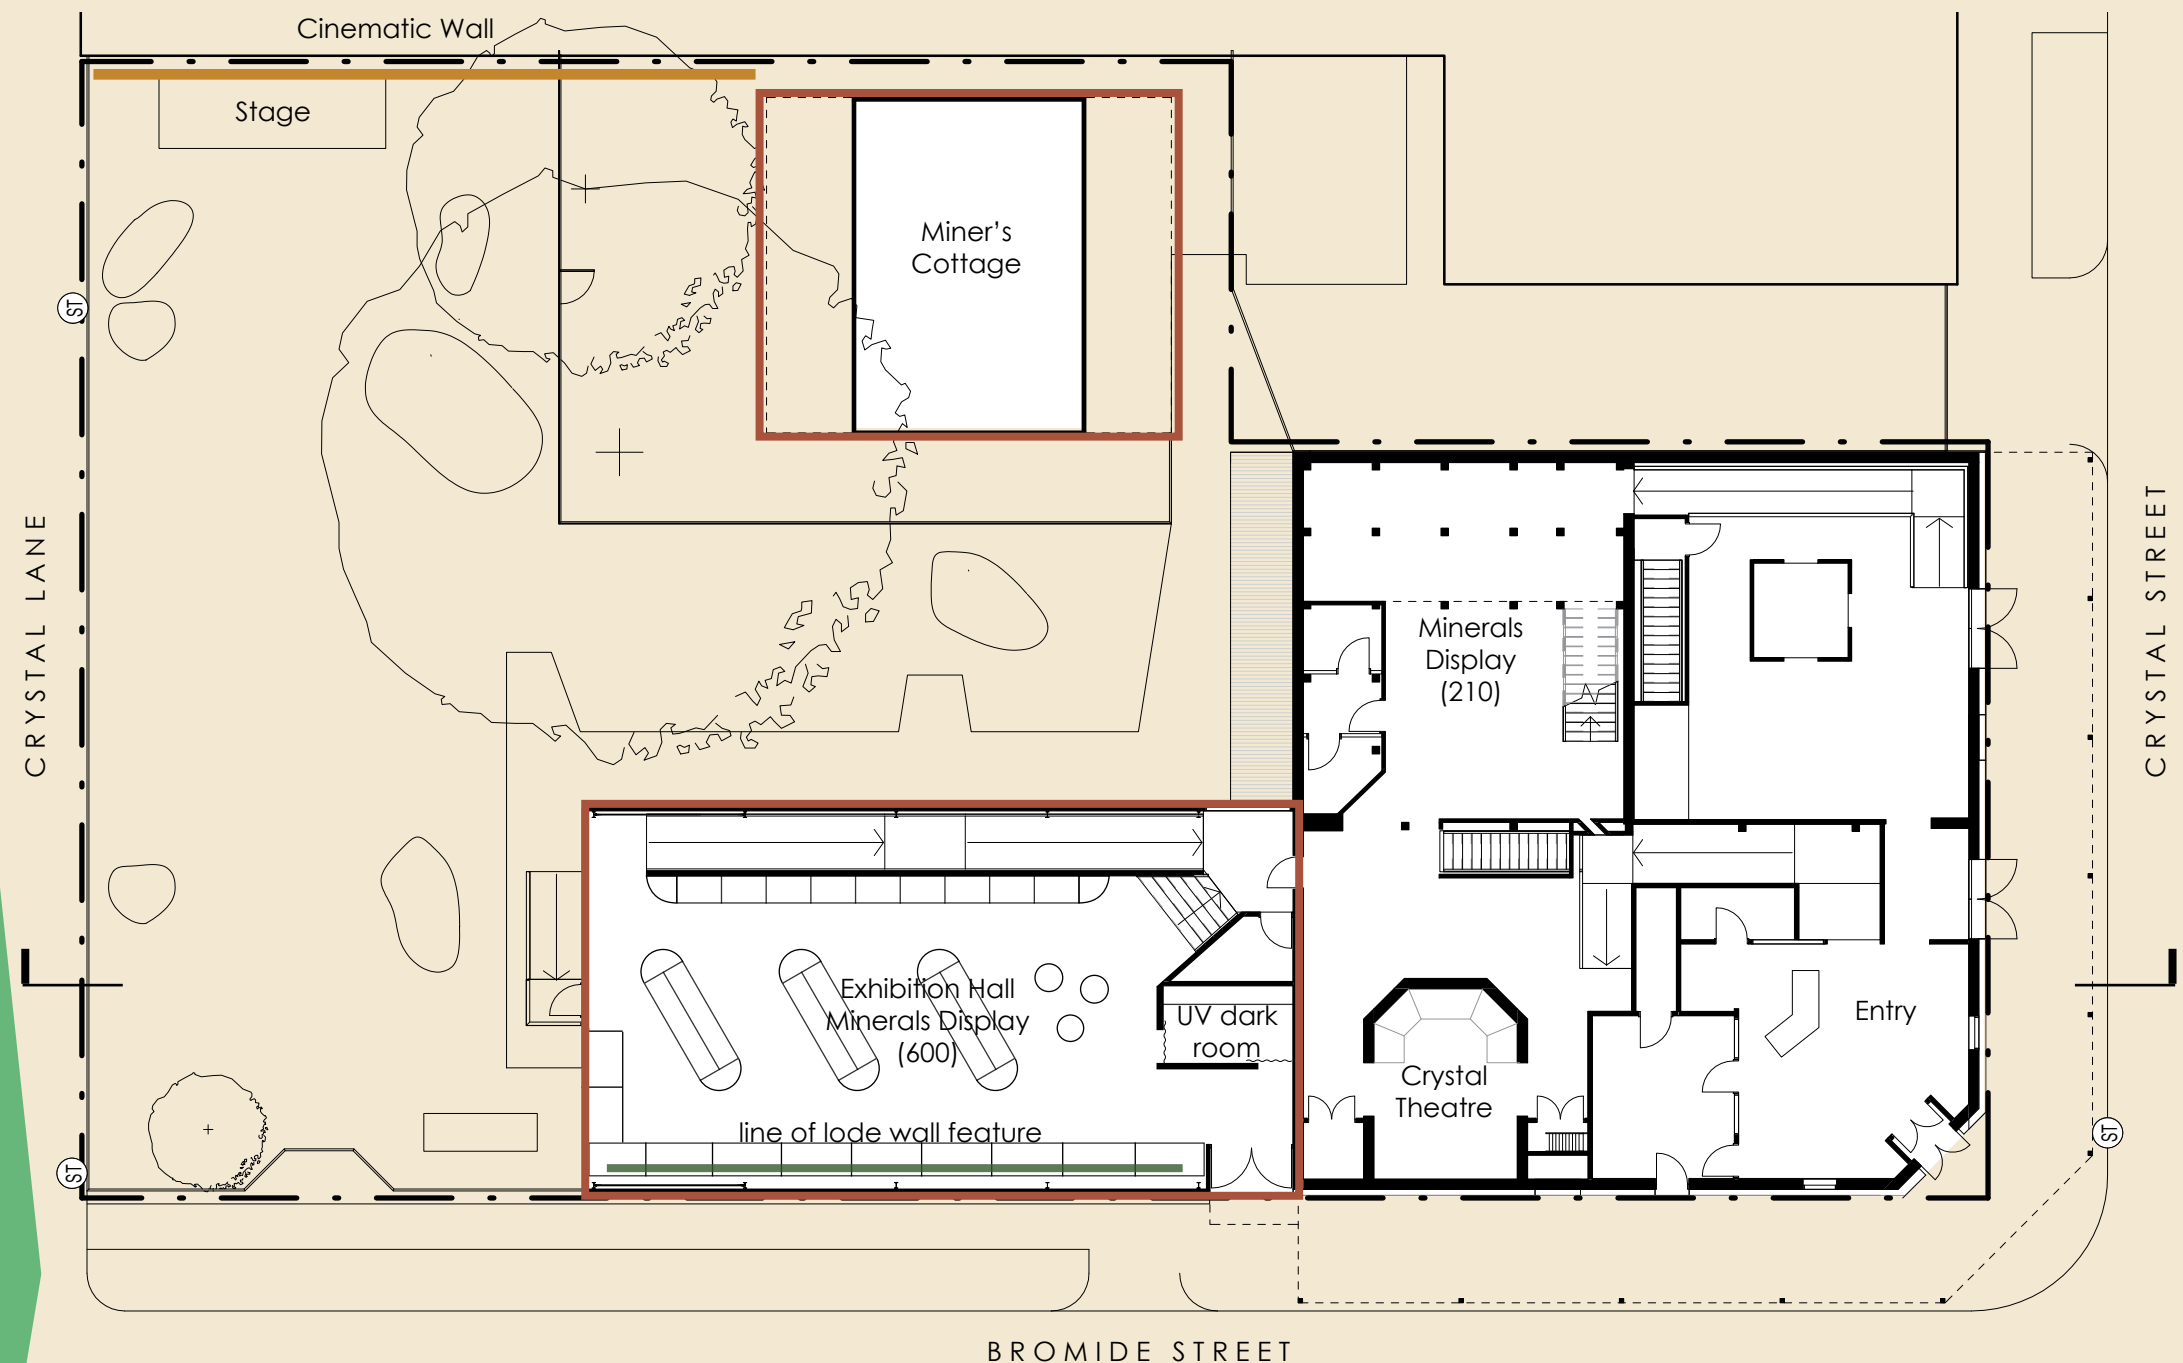 Cinematic Wall
Stage
Miner's
Cottage
ST
CRYSTAL LANE
CRYSTAL STREET
Minerals
Display
(210)
Exhibition Hall
Minerals Display
(600)
UV dark
room
Entry
Crystal
Theatre
line of lode wall feature
ST
ST
BROMIDE STREET